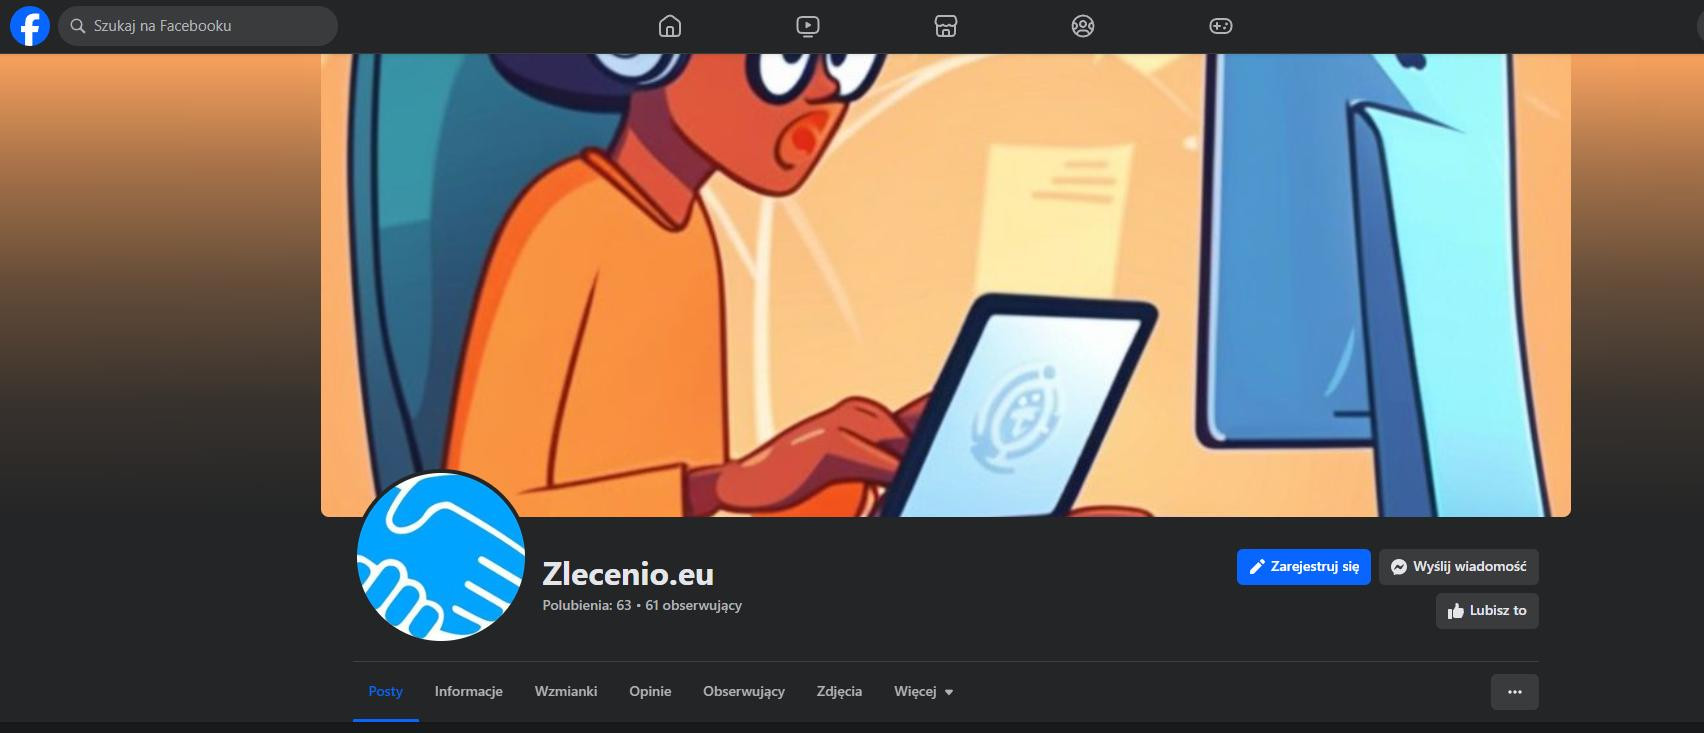 Szukaj na Facebooku
Zlecenio.eu
Polubienia: 63 • 61 obserwujący
Zarejestruj się
Wyślij wiadomość
Lubisz to
Posty Informacje Wzmianki Opinie Obserwujący Zdjęcia Więcej